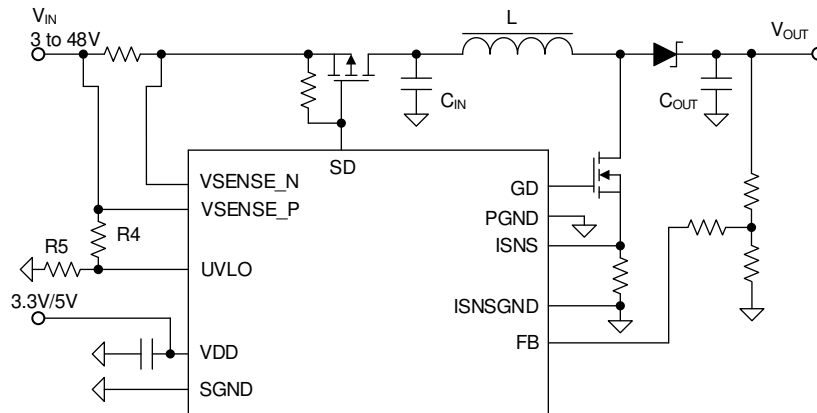 VIN
3 to 48V
L
VOUT
CIN
COUT
SD
VSENSE_N
GD
VSENSE_P
PGND
R4
ISNS
R5
UVLO
3.3V/5V
ISNSGND
VDD
FB
SGND